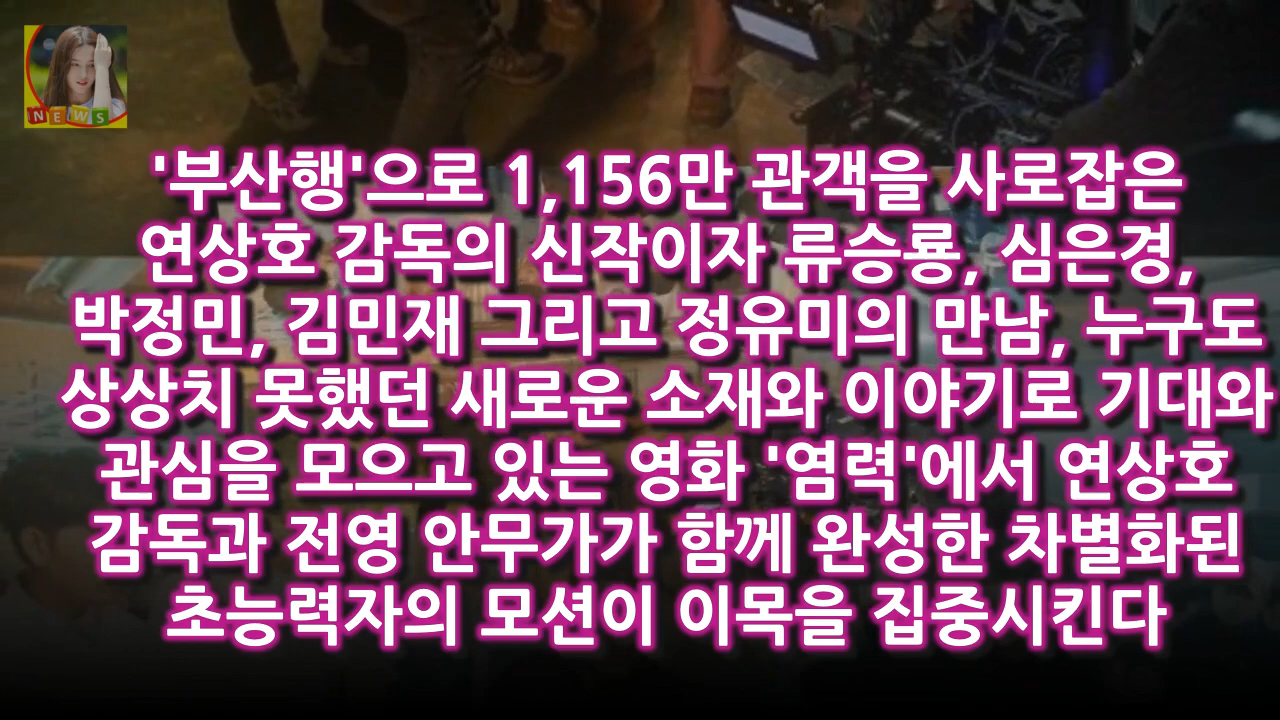 NEWS
'부산행'으로 1,156만 관객을 사로잡은
연상호 감독의 신작이자 류승룡, 심은경,
박정민, 김민재 그리고 정유미의 만남, 누구도
상상치 못했던 새로운 소재와 이야기로 기대와
관심을 모으고 있는 영화 '염력'에서 연상호
감독과 전영 안무가가 함께 완성한 차별화된
초능력자의 모션이 이목을 집중시킨다